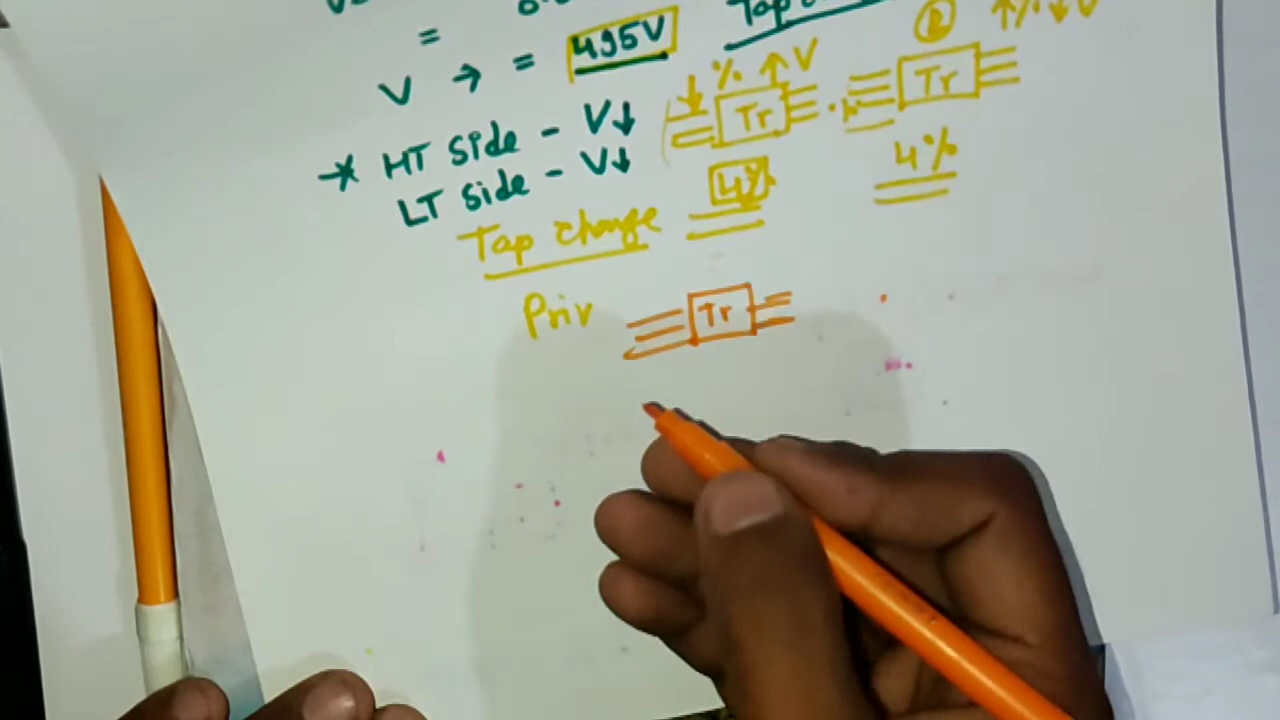 =
Tap
V → = 495V
↓ % ↑ V
Tr
Tr
* HT Side - V↓
4%
4%
LT Side - V↓
Tap change
Priv
Tr